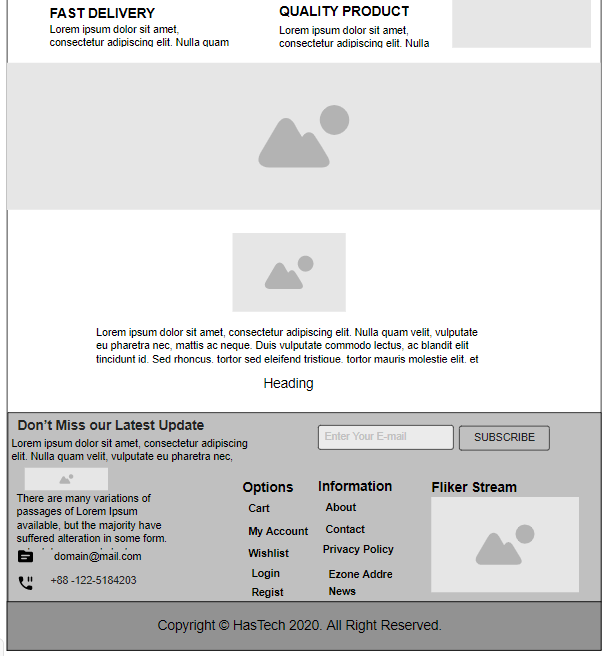 FAST DELIVERY
Lorem ipsum dolor sit amet,
consectetur adipiscing elit. Nulla quam
QUALITY PRODUCT
Lorem ipsum dolor sit amet,
consectetur adipiscing elit. Nulla
Lorem ipsum dolor sit amet, consectetur adipiscing elit. Nulla quam velit, vulputate
eu pharetra nec, mattis ac neque. Duis vulputate commodo lectus, ac blandit elit
tincidunt id. Sed rhoncus, tortor sed eleifend tristique, tortor mauris molestie elit, et
Heading
Don't Miss our Latest Update
Lorem ipsum dolor sit amet, consectetur adipiscing
elit. Nulla quam velit, vulputate eu pharetra nec,
Enter Your E-mail
SUBSCRIBE
There are many variations of
passages of Lorem Ipsum
available, but the majority have
suffered alteration in some form.
domain@mail.com
+88 -122-5184203
Options
Cart
My Account
Wishlist
Login
Regist
Information
About
Contact
Privacy Policy
Ezone Addre
News
Fliker Stream
Copyright © HasTech 2020. All Right Reserved.